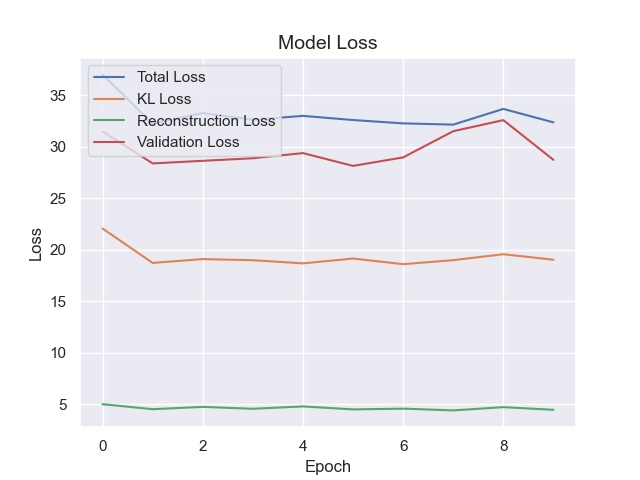 Model Loss
Total Loss
KL Loss
Reconstruction Loss
Validation Loss
Loss
35
30
25
20
15
10
5
0 2 4 6 8
Epoch